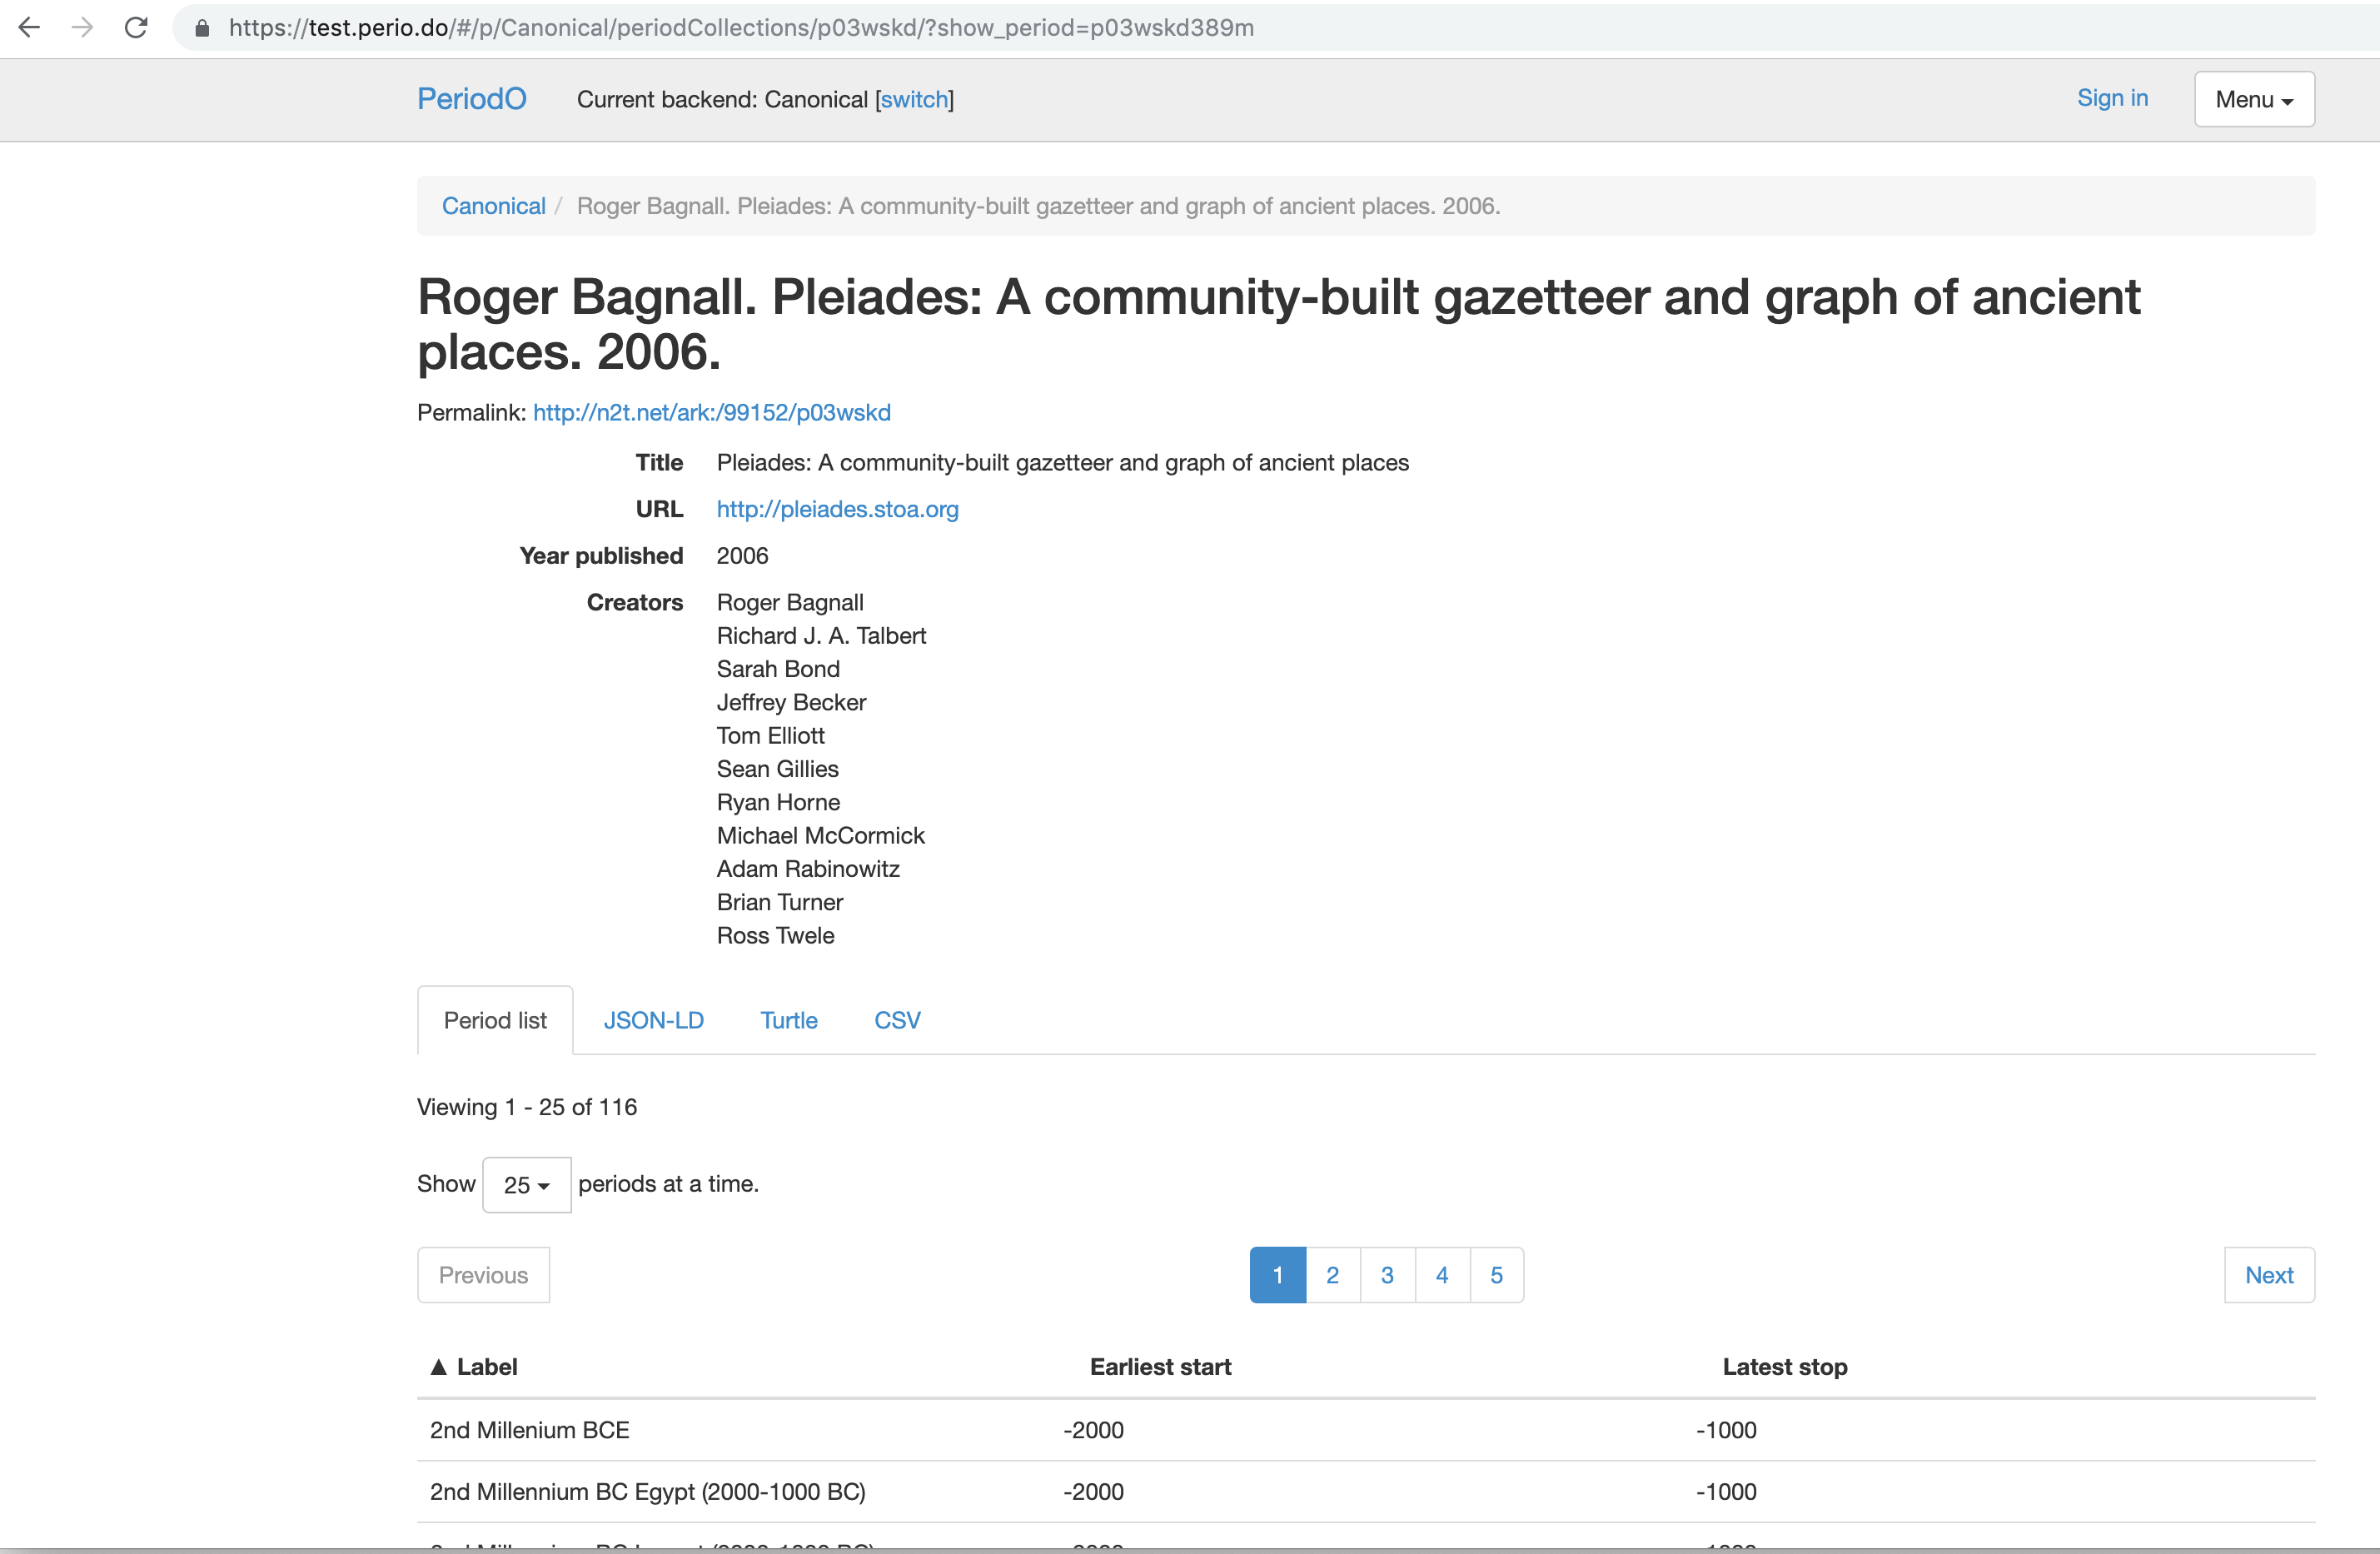 https://test.perio.do/#/p/Canonical/periodCollections/p03wskd/?show_period=p03wskd389m
PeriodO Current backend: Canonical [switch] Sign in Menu
Canonical / Roger Bagnall. Pleiades: A community-built gazetteer and graph of ancient places. 2006.
Roger Bagnall. Pleiades: A community-built gazetteer and graph of ancient
places. 2006.
Permalink: http://n2t.net/ark:/99152/p03wskd
Title Pleiades: A community-built gazetteer and graph of ancient places
URL http://pleiades.stoa.org
Year published 2006
Creators Roger Bagnall
Richard J. A. Talbert
Sarah Bond
Jeffrey Becker
Tom Elliott
Sean Gillies
Ryan Horne
Michael McCormick
Adam Rabinowitz
Brian Turner
Ross Twele
Period list JSON-LD Turtle CSV
Viewing 1 - 25 of 116
Show 25 periods at a time.
Previous 1 2 3 4 5 Next
▲ Label Earliest start Latest stop
2nd Millenium BCE -2000 -1000
2nd Millennium BC Egypt (2000-1000 BC) -2000 -1000